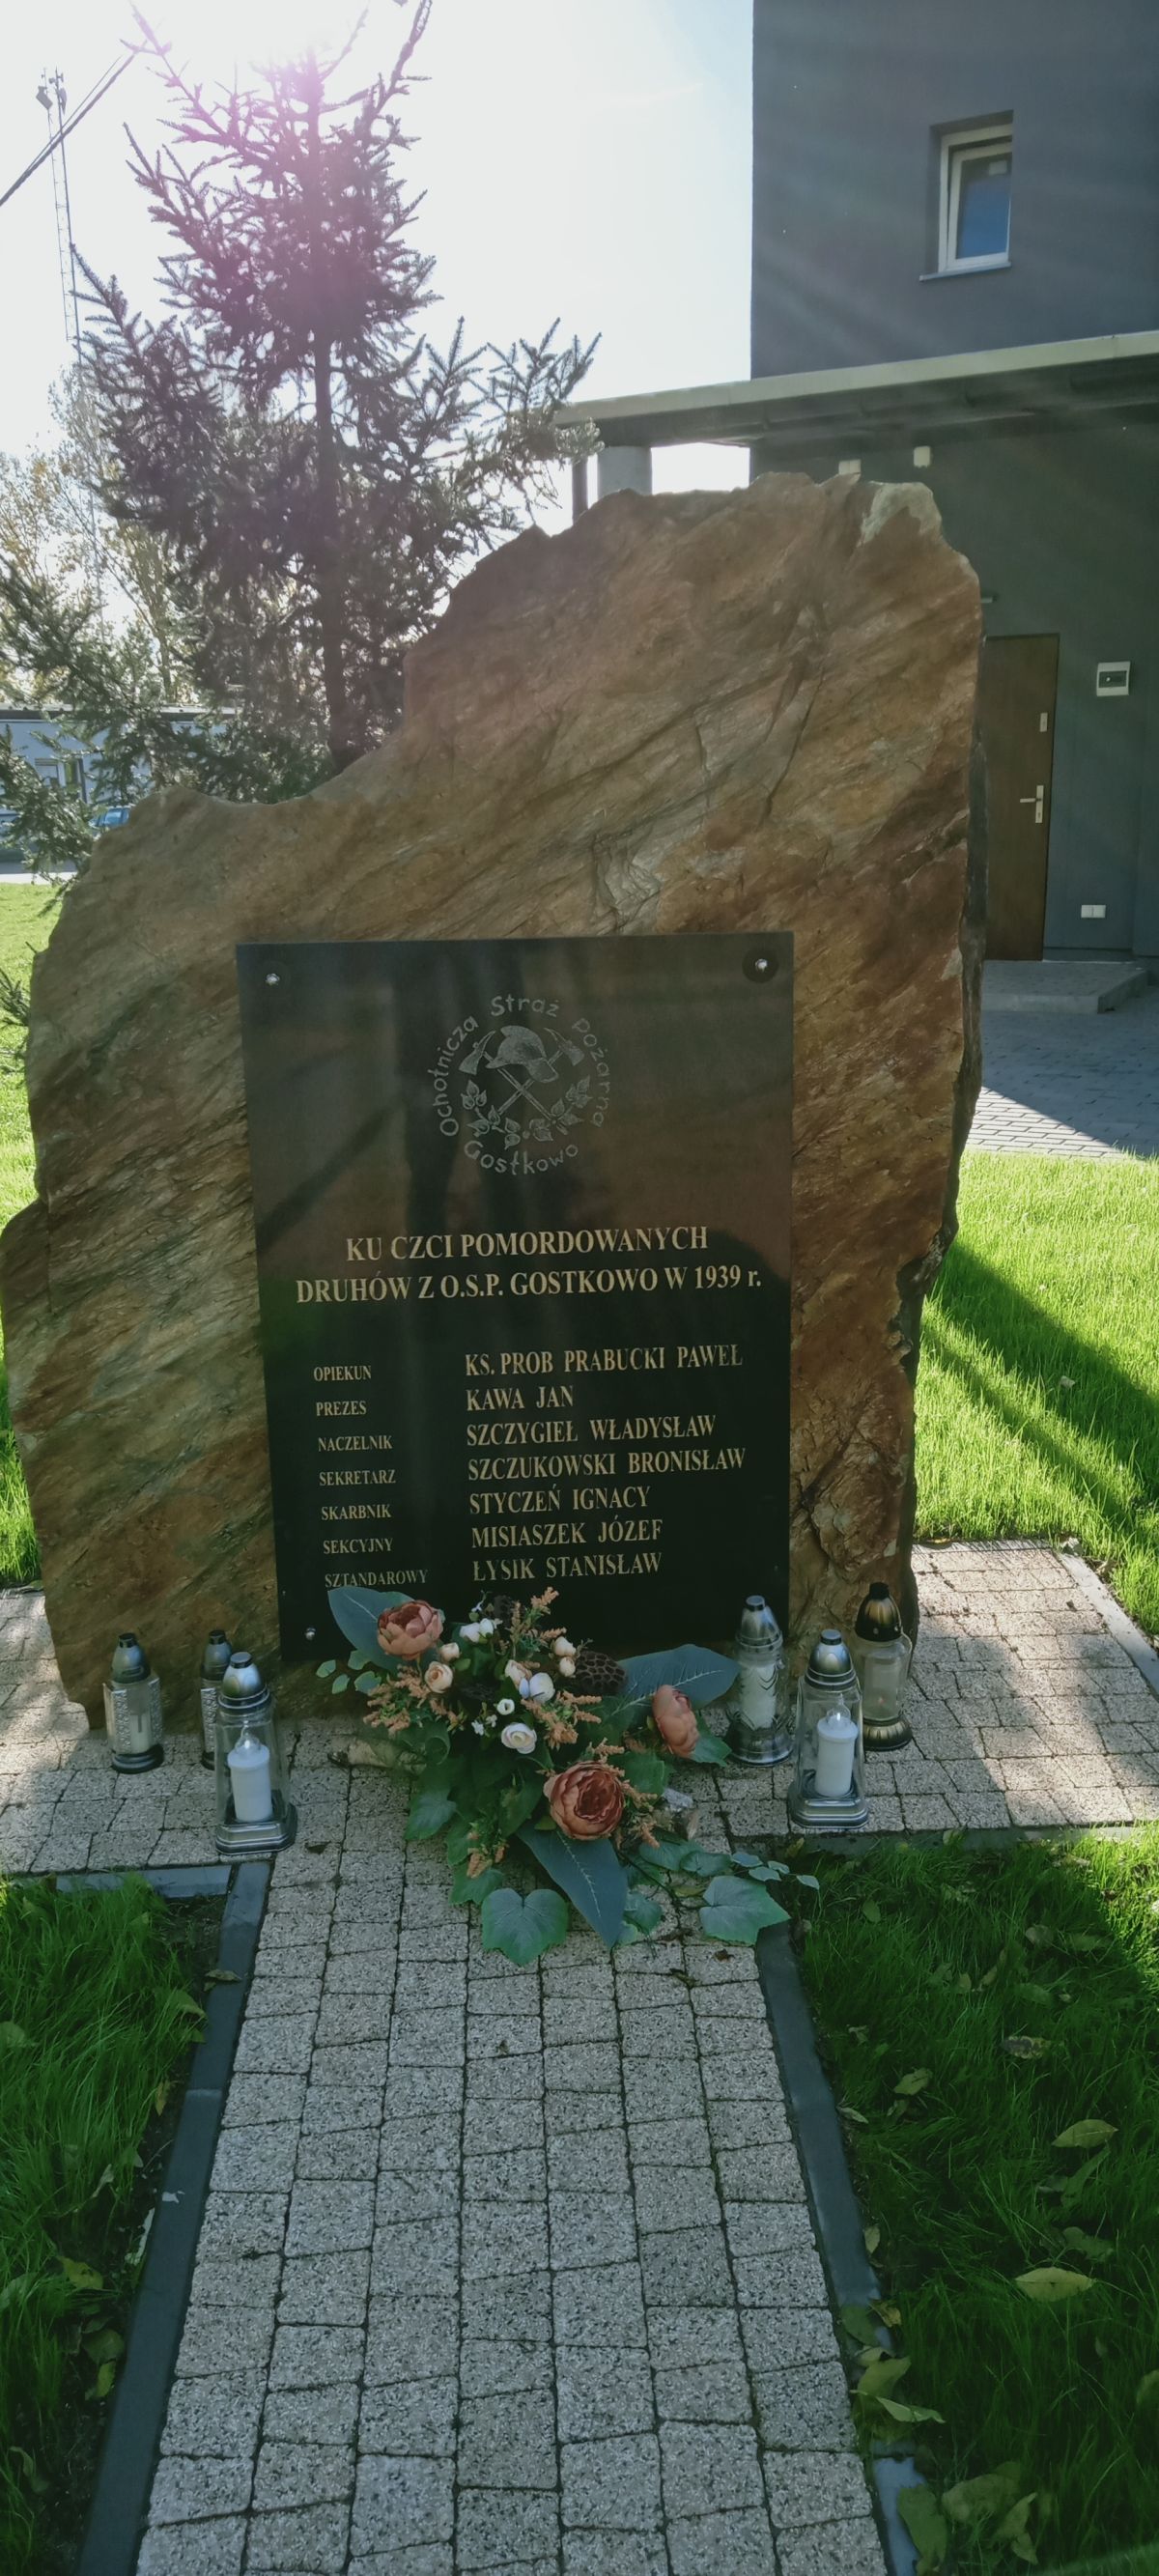 Ochotnicza Straż Pożarna
Gostkowo
KU CZCI POMORDOWANYCH
DRUHÓW Z O.S.P. GOSTKOWO W 1939 r.
OPIEKUN KS. PROB PRABUCKI PAWEŁ
PREZES KAWA JAN
NACZELNIK SZCZYGIEŁ WŁADYSŁAW
SEKRETARZ SZCZUKOWSKI BRONISŁAW
SKARBNIK STYCZEŃ IGNACY
SEKCYJNY MISIASZEK JÓZEF
SZTANDAROWY ŁYSIK STANISŁAW